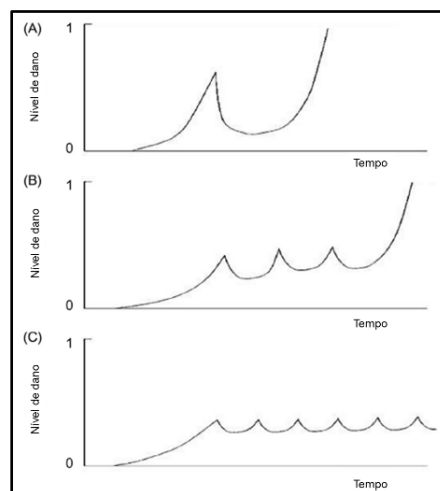 (A)
1
Nível de dano
0
Tempo
(B)
1
Nível de dano
0
Tempo
(C)
1
Nível de dano
0
Tempo